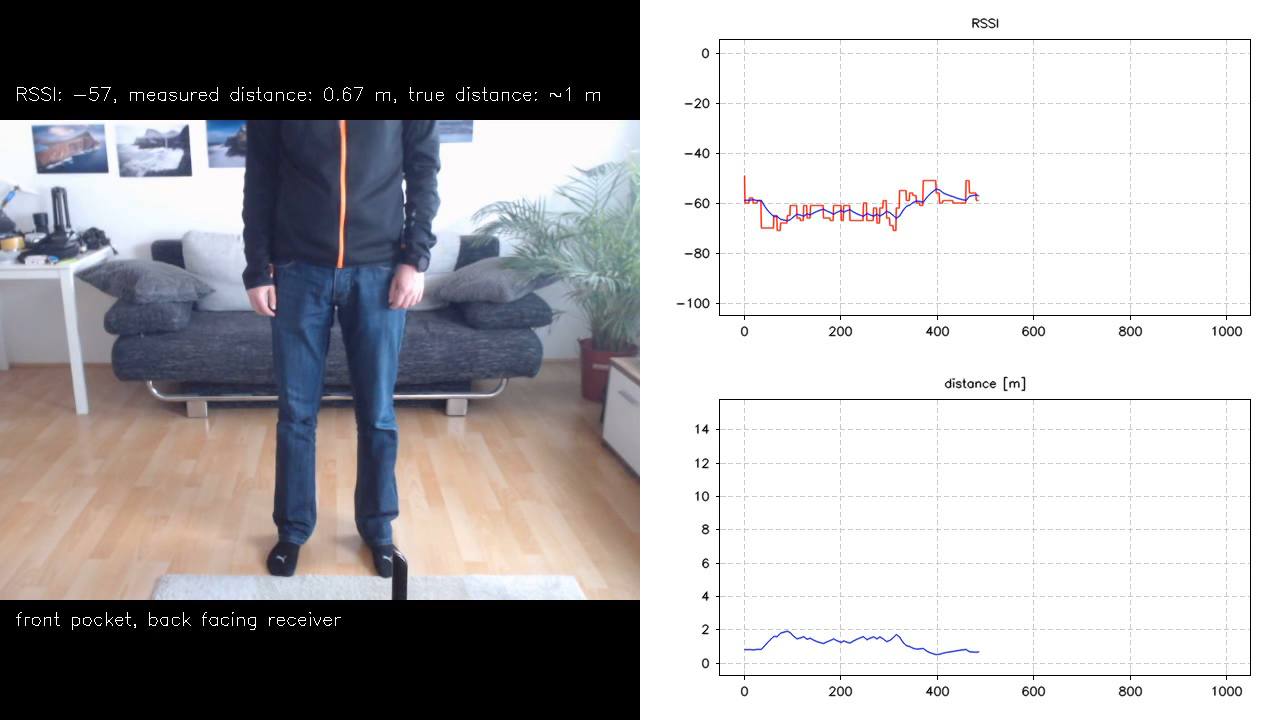 RSSI: −57, measured distance: 0.67 m, true distance: ~1 m
front pocket, back facing receiver
RSSI
0
−20
−40
−60
−80
−100
0 200 400 600 800 1000
distance [m]
14
12
10
8
6
4
2
0
0 200 400 600 800 1000